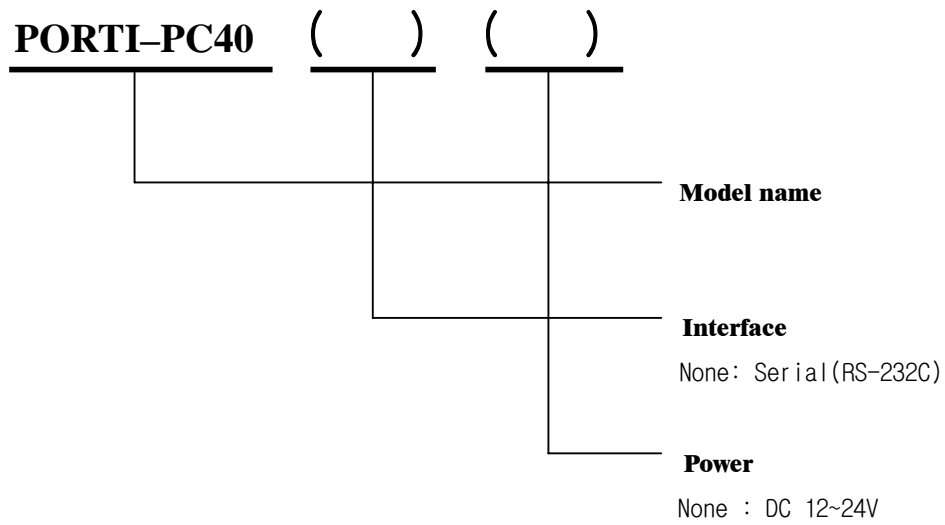 PORTI–PC40 (    ) (    )
Model name
Interface
None: Serial(RS-232C)
Power
None : DC 12~24V